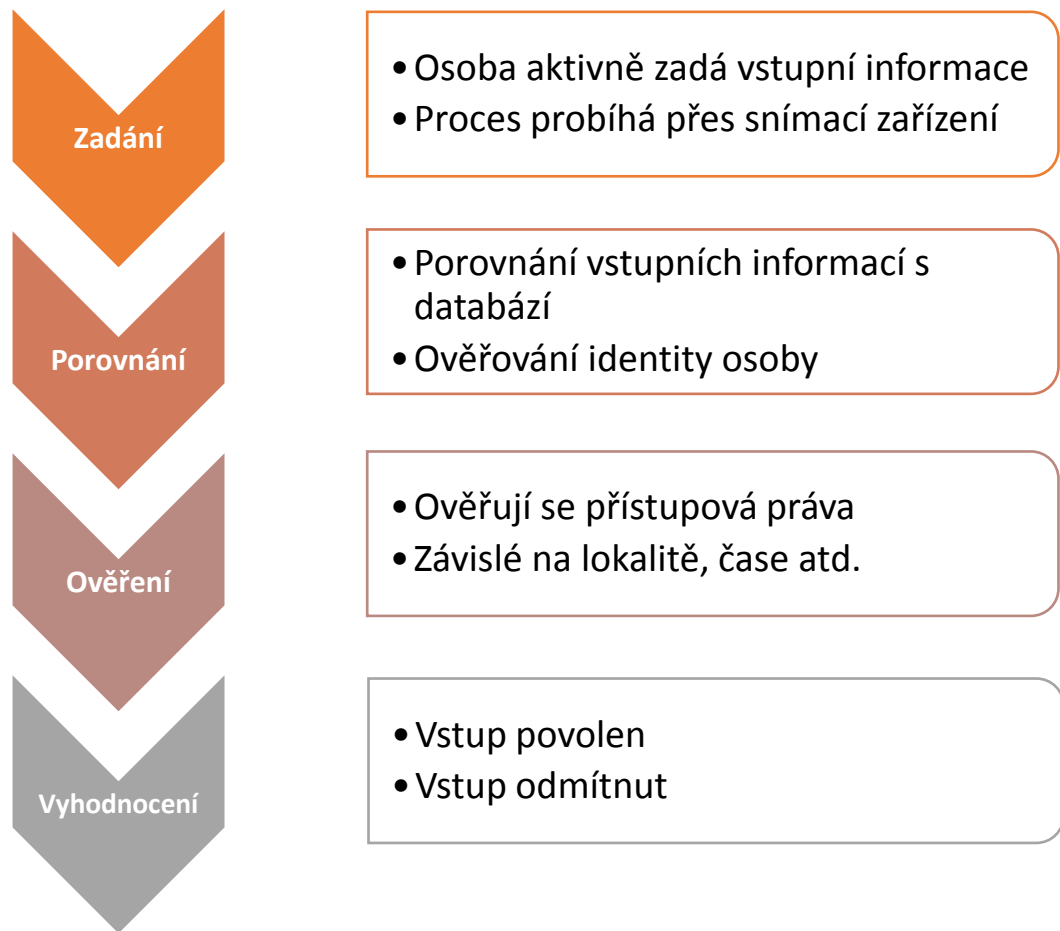 Zadání
• Osoba aktivně zadá vstupní informace
• Proces probíhá přes snímací zařízení
Porovnání
• Porovnání vstupních informací s
databází
• Ověřování identity osoby
Ověření
• Ověřují se přístupová práva
• Závislé na lokalitě, čase atd.
Vyhodnocení
• Vstup povolen
• Vstup odmítnut